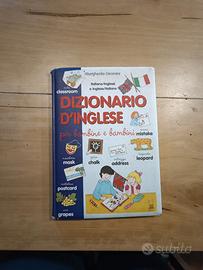 Margherita Giromini
Italiano-Inglese
e Inglese-Italiano
classroom
DIZIONARIO
D'INGLESE
per bambine e bambini
mistake
mask
chalk
address
leopard
postcard
grapes
subito